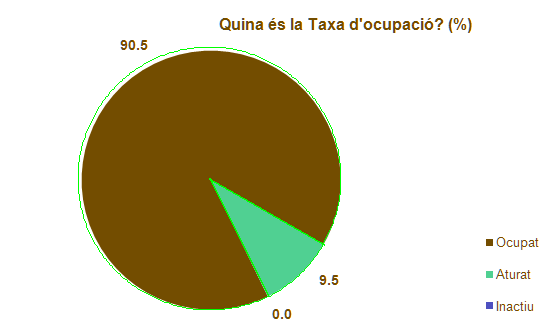 Quina és la Taxa d'ocupació? (%)
90.5
9.5
0.0
Ocupat
Aturat
Inactiu